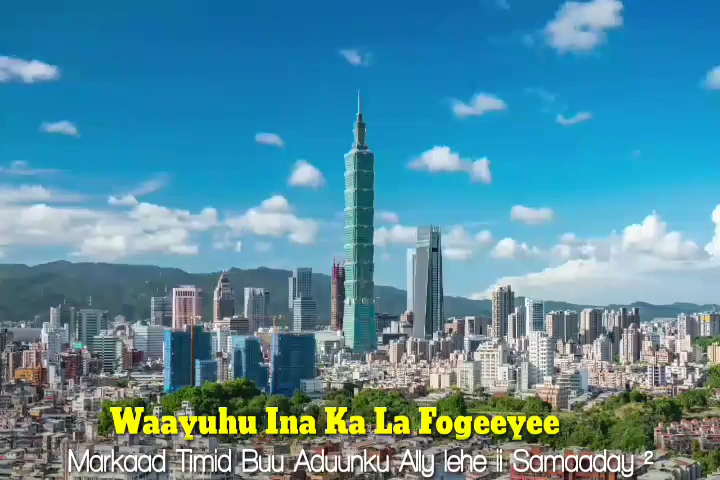 Waayuhu Ina Ka La Fogeeyee
Markaad Timid Buu Aduunku Ally lehe ii Samaaday ²